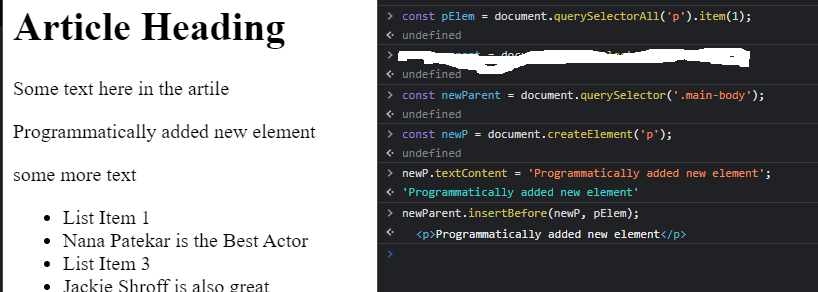 Article Heading
Some text here in the artile
Programmatically added new element
some more text
List Item 1
Nana Patekar is the Best Actor
List Item 3
Jackie Shroff is also great
const pElem = document.querySelectorAll('p').item(1);
undefined
undefined
const newParent = document.querySelector('.main-body');
undefined
const newP = document.createElement('p');
undefined
newP.textContent = 'Programmatically added new element';
'Programmatically added new element'
newParent.insertBefore(newP, pElem);
<p>Programmatically added new element</p>